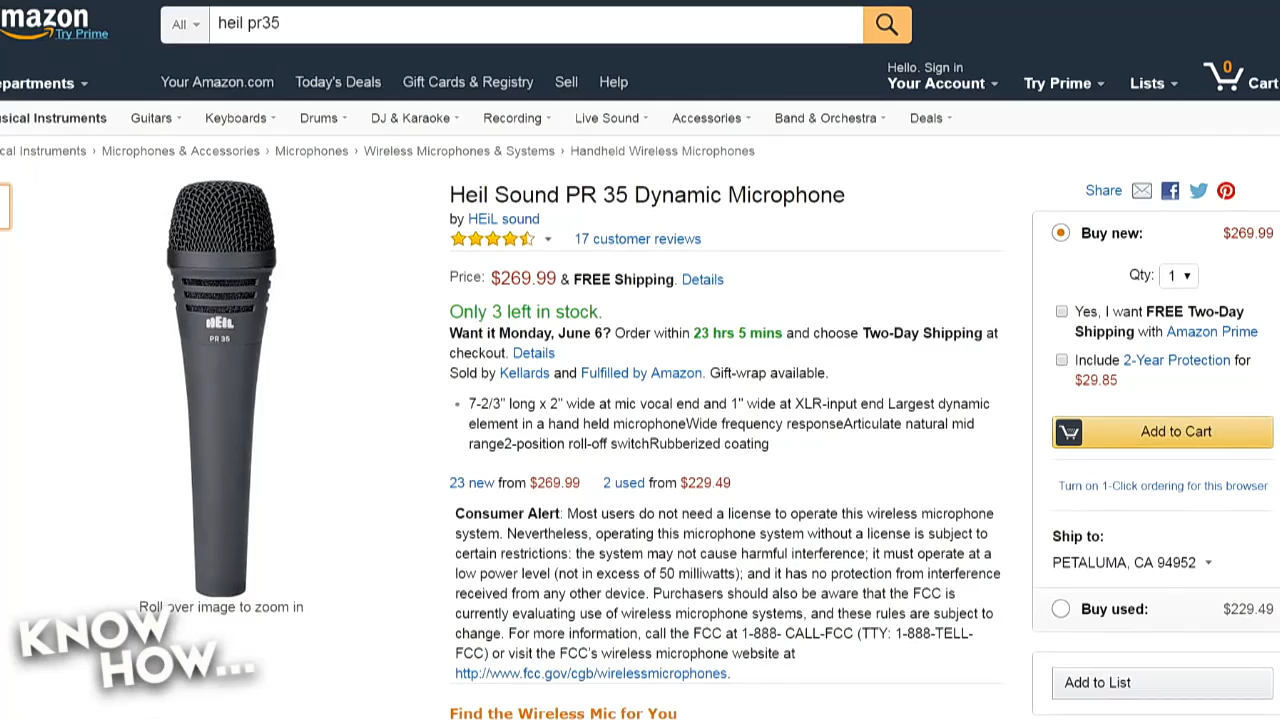 mazon
Try Prime
All
heil pr35
epartments
Your Amazon.com
Today's Deals
Gift Cards & Registry
Sell
Help
Hello. Sign in
Your Account
Try Prime
Lists
0
Cart
sical Instruments
Guitars
Keyboards
Drums
DJ & Karaoke
Recording
Live Sound
Accessories
Band & Orchestra
Deals
cal Instruments › Microphones & Accessories › Microphones › Wireless Microphones & Systems › Handheld Wireless Microphones
HEIL
PR 35
Roll over image to zoom in
KNOW
HOW...
Heil Sound PR 35 Dynamic Microphone
by HEiL sound
17 customer reviews
Price: $269.99 & FREE Shipping. Details
Only 3 left in stock.
Want it Monday, June 6? Order within 23 hrs 5 mins and choose Two-Day Shipping at
checkout. Details
Sold by Kellards and Fulfilled by Amazon. Gift-wrap available.
• 7-2/3" long x 2" wide at mic vocal end and 1" wide at XLR-input end Largest dynamic
element in a hand held microphoneWide frequency responseArticulate natural mid
range2-position roll-off switchRubberized coating
23 new from $269.99 2 used from $229.49
Consumer Alert: Most users do not need a license to operate this wireless microphone
system. Nevertheless, operating this microphone system without a license is subject to
certain restrictions: the system may not cause harmful interference; it must operate at a
low power level (not in excess of 50 milliwatts); and it has no protection from interference
received from any other device. Purchasers should also be aware that the FCC is
currently evaluating use of wireless microphone systems, and these rules are subject to
change. For more information, call the FCC at 1-888- CALL-FCC (TTY: 1-888-TELL-
FCC) or visit the FCC's wireless microphone website at
http://www.fcc.gov/cgb/wirelessmicrophones.
Find the Wireless Mic for You
Share
Buy new: $269.99
Qty: 1
Yes, I want FREE Two-Day
Shipping with Amazon Prime
Include 2-Year Protection for
$29.85
Add to Cart
Turn on 1-Click ordering for this browser
Ship to:
PETALUMA, CA 94952
Buy used: $229.49
Add to List